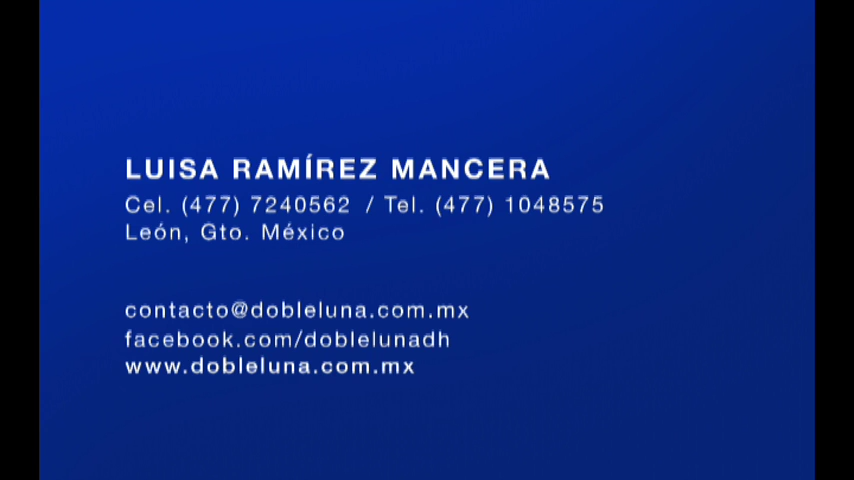 LUISA RAMÍREZ MANCERA
Cel. (477) 7240562 / Tel. (477) 1048575
León, Gto. México
contacto@dobleluna.com.mx
facebook.com/doblelunadh
www.dobleluna.com.mx